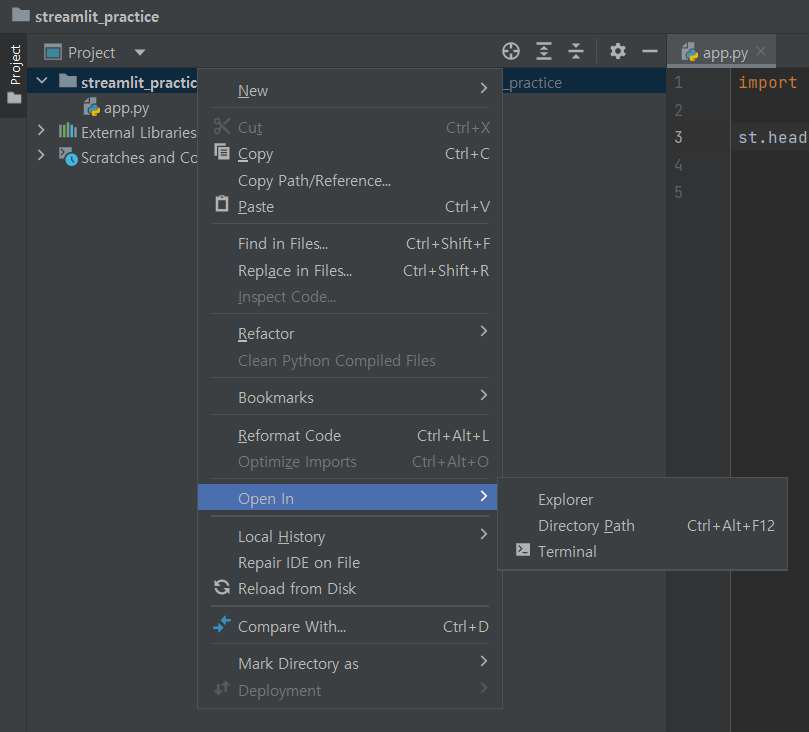 streamlit_practice
Project
Project
app.py
streamlit_practic
_practice
app.py
External Libraries
Scratches and Co
1
import
2
3
st.head
4
5
New
Cut Ctrl+X
Copy Ctrl+C
Copy Path/Reference...
Paste Ctrl+V
Find in Files... Ctrl+Shift+F
Replace in Files... Ctrl+Shift+R
Inspect Code...
Refactor
Clean Python Compiled Files
Bookmarks
Reformat Code Ctrl+Alt+L
Optimize Imports Ctrl+Alt+O
Open In
Explorer
Directory Path Ctrl+Alt+F12
Terminal
Local History
Repair IDE on File
Reload from Disk
Compare With... Ctrl+D
Mark Directory as
Deployment